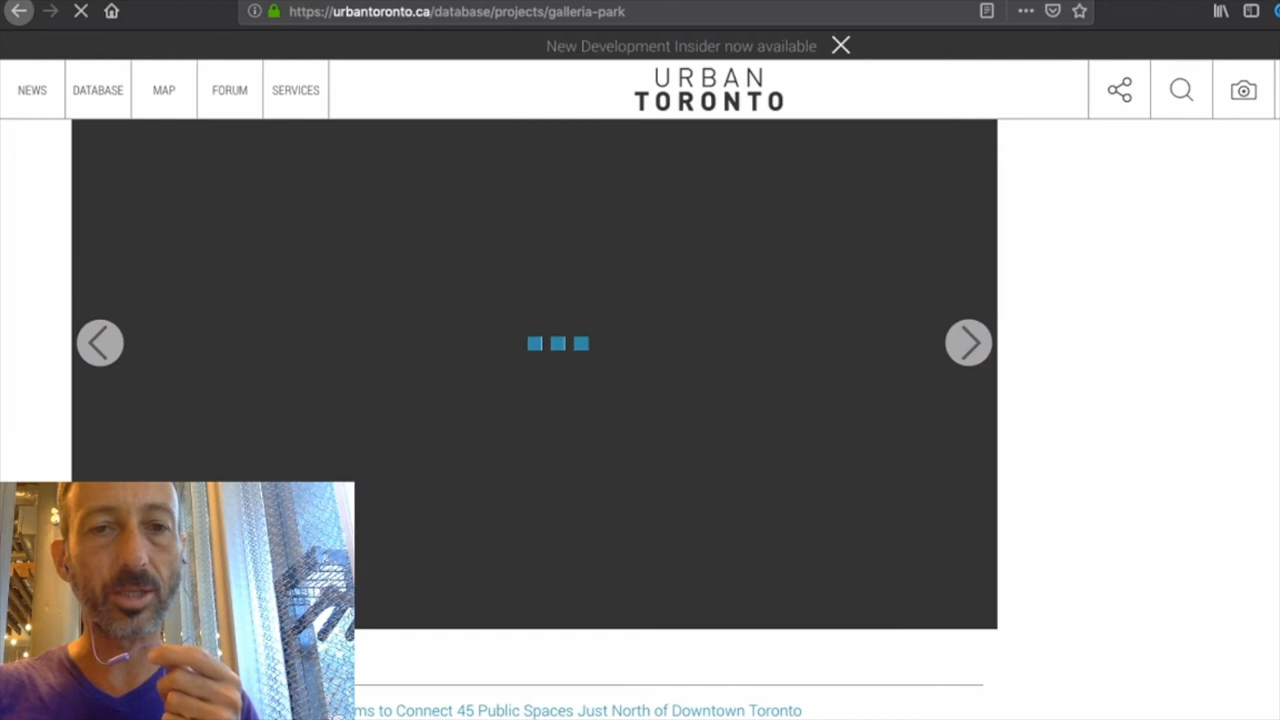 https://urbantoronto.ca/database/projects/galleria-park
New Development Insider now available
NEWS
DATABASE
MAP
FORUM
SERVICES
URBAN
TORONTO
to Connect 45 Public Spaces Just North of Downtown Toronto